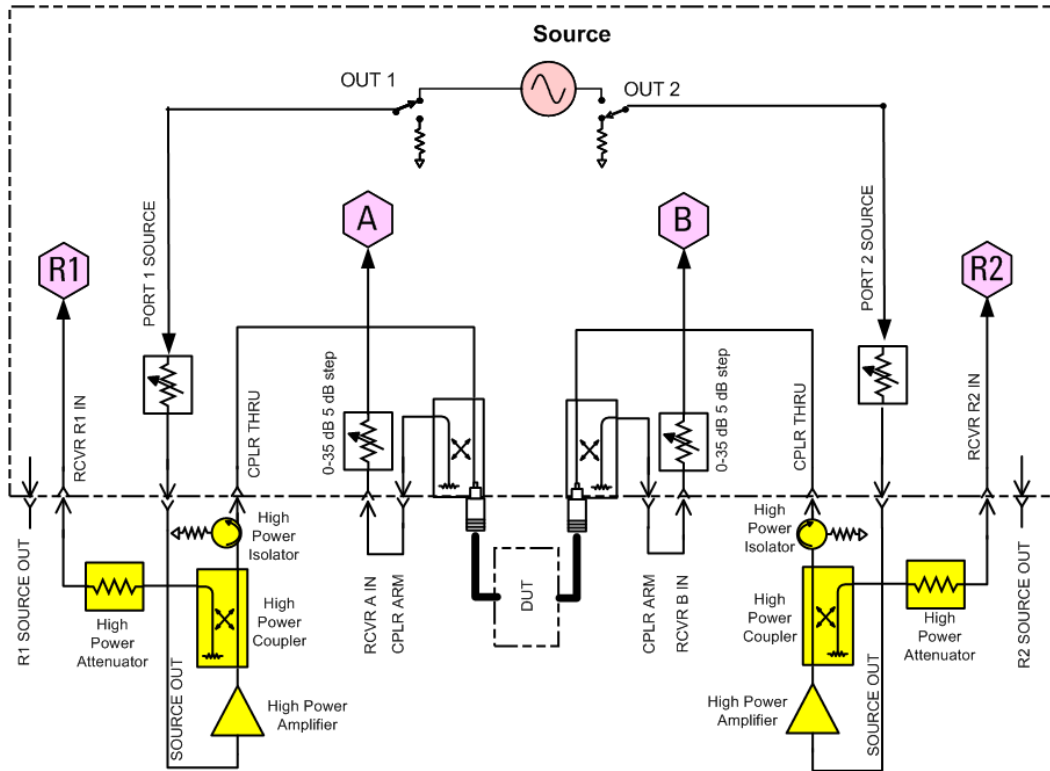 Source
OUT 1
OUT 2
A
B
R1
R2
PORT 1 SOURCE
PORT 2 SOURCE
RCVR R1 IN
CPLR THRU
0-35 dB 5 dB step
0-35 dB 5 dB step
CPLR THRU
RCVR R2 IN
High
Power
Isolator
High
Power
Isolator
R1 SOURCE OUT
High
Power
Attenuator
High
Power
Coupler
RCVR A IN
CPLR ARM
DUT
CPLR ARM
RCVR B IN
High
Power
Coupler
High
Power
Attenuator
R2 SOURCE OUT
SOURCE OUT
High Power
Amplifier
High Power
Amplifier
SOURCE OUT